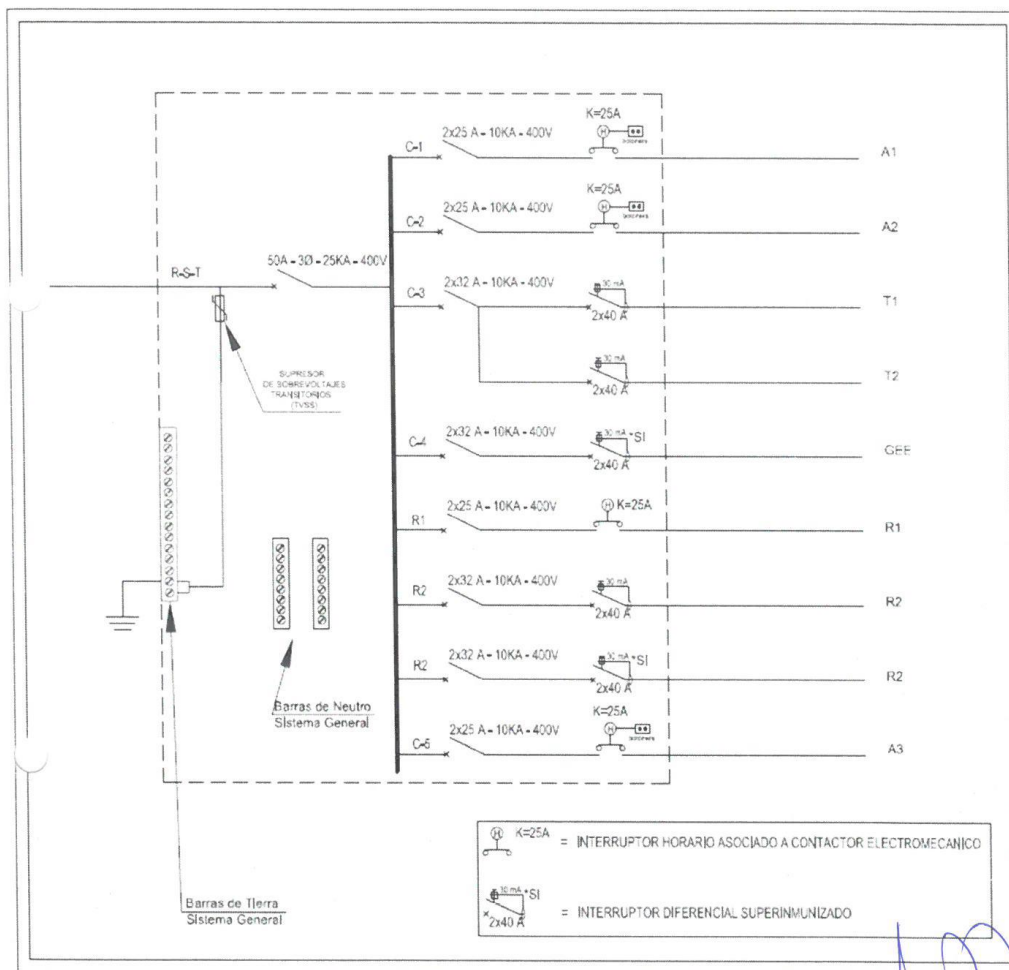 K=25A
2x25 A - 10KA - 400V
C-1
H
botonera
A1
K=25A
2x25 A - 10KA - 400V
C-2
H
botonera
A2
50A - 3Ø - 25KA - 400V
R-S-T
2x32 A - 10KA - 400V
C-3
30 mA
2x40 A
T1
30 mA
2x40 A
T2
SUPRESOR
DE SOBREVOLTAJES
TRANSITORIOS
(TVSS)
2x32 A - 10KA - 400V
C-4
30 mA *SI
2x40 A
GEE
2x25 A - 10KA - 400V
R1
H K=25A
R1
2x32 A - 10KA - 400V
R2
30 mA
2x40 A
R2
2x32 A - 10KA - 400V
R2
30 mA *SI
2x40 A
R2
Barras de Neutro
Sistema General
K=25A
2x25 A - 10KA - 400V
C-5
H
botonera
A3
H K=25A = INTERRUPTOR HORARIO ASOCIADO A CONTACTOR ELECTROMECANICO
30 mA *SI
2x40 A = INTERRUPTOR DIFERENCIAL SUPERINMUNIZADO
Barras de Tierra
Sistema General